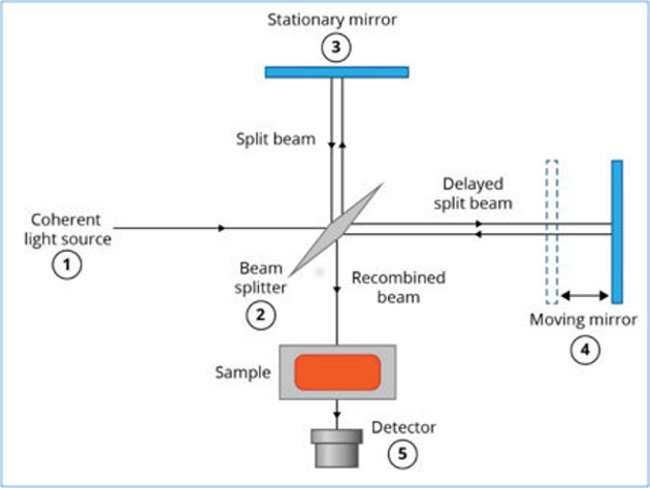 Stationary mirror
3
Split beam
Delayed
split beam
Coherent
light source
1
Beam
splitter
2
Recombined
beam
Moving mirror
4
Sample
Detector
5